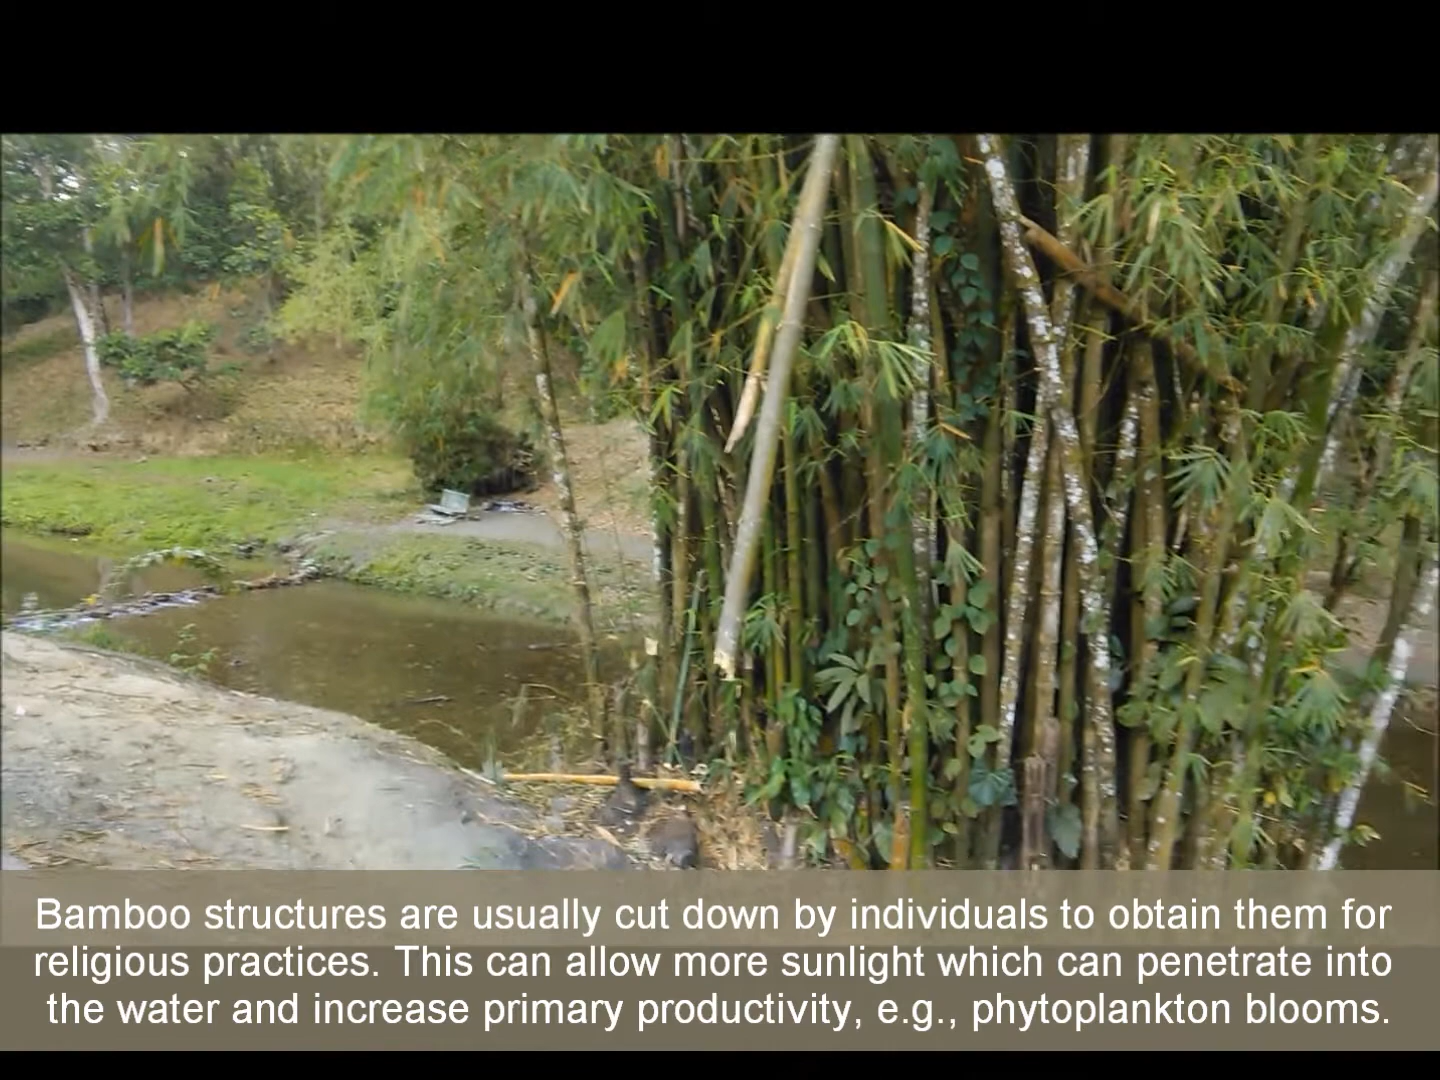 Bamboo structures are usually cut down by individuals to obtain them for
religious practices. This can allow more sunlight which can penetrate into
the water and increase primary productivity, e.g., phytoplankton blooms.